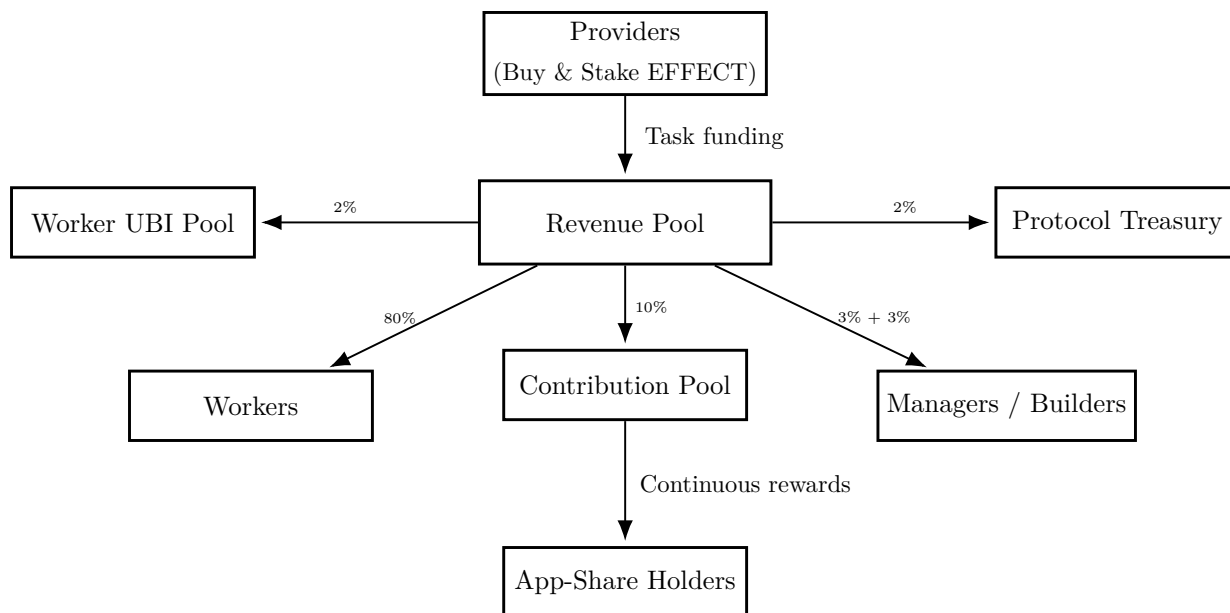 Providers
(Buy & Stake EFFECT)
Task funding
Worker UBI Pool
2%
Revenue Pool
2%
Protocol Treasury
80%
10%
3% + 3%
Workers
Contribution Pool
Managers / Builders
Continuous rewards
App-Share Holders